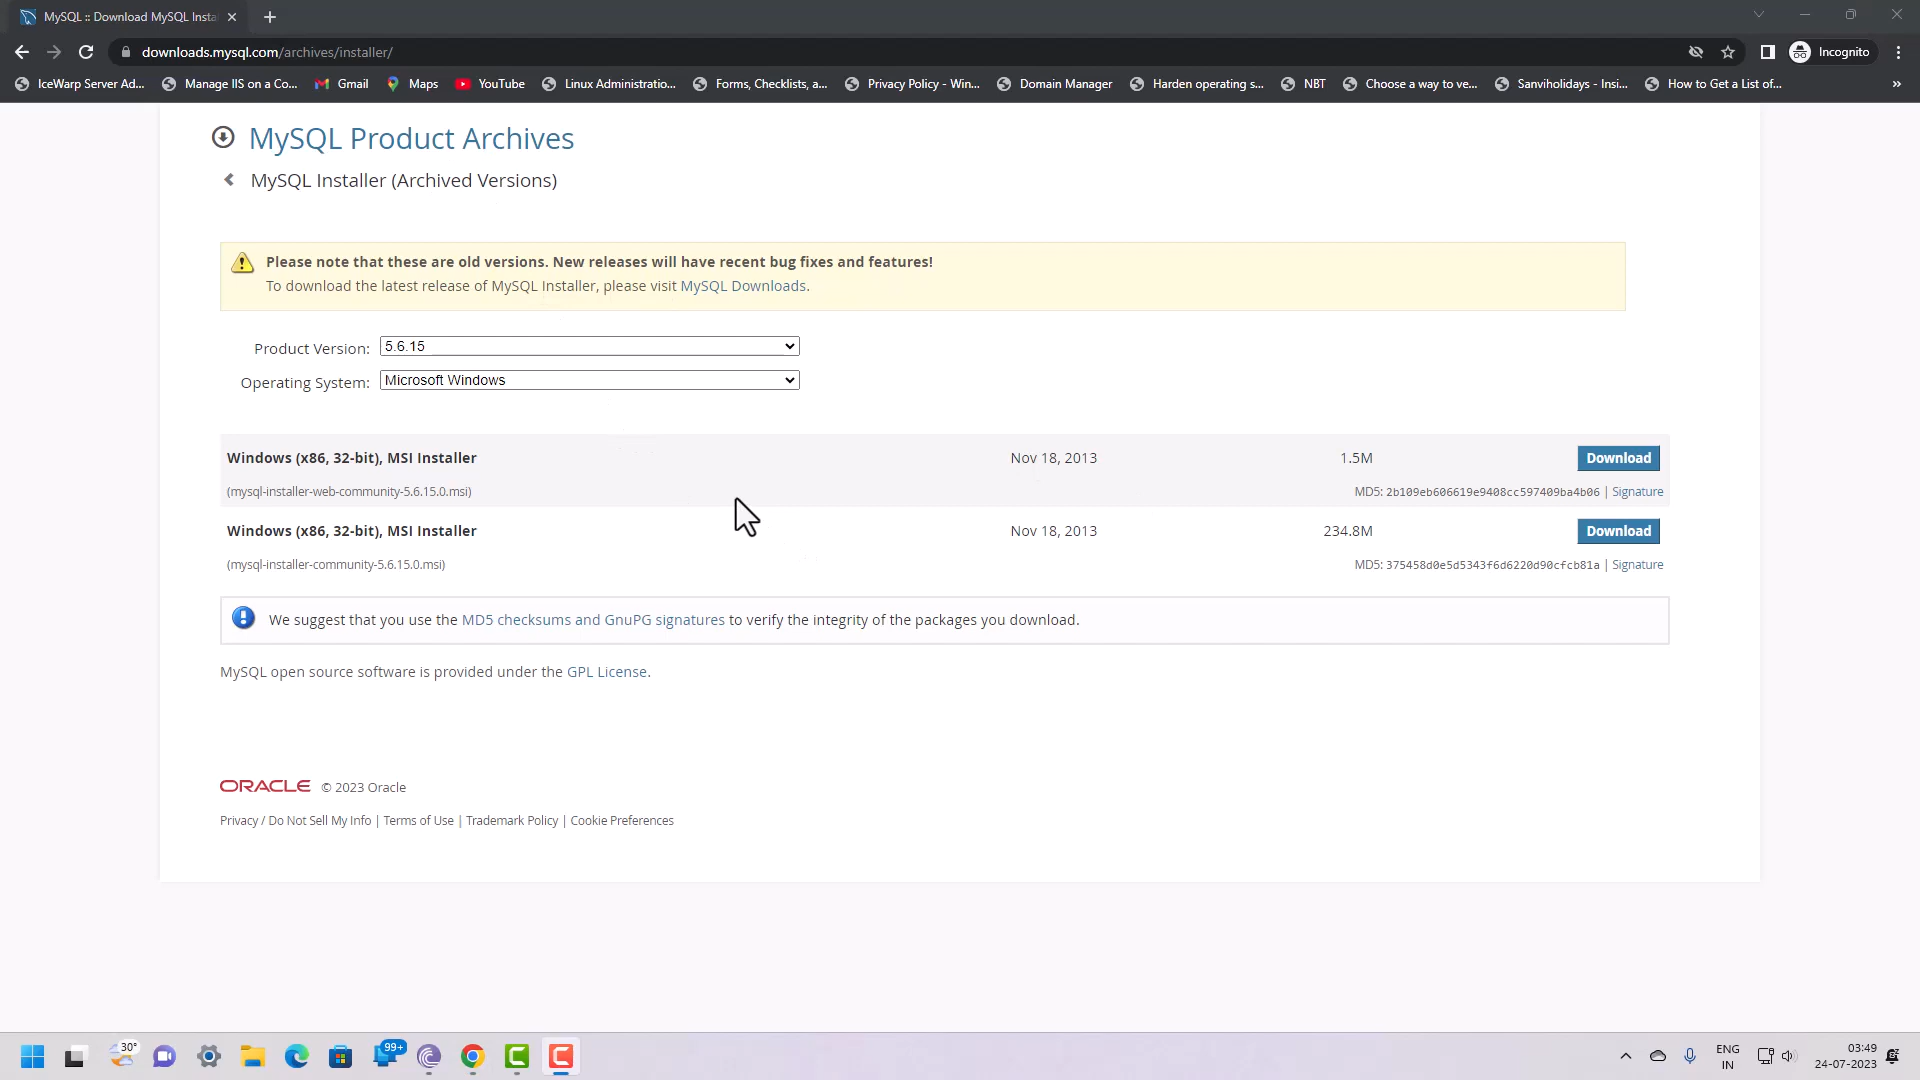 MySQL :: Download MySQL Insta
downloads.mysql.com/archives/installer/
Incognito
IceWarp Server Ad... Manage IIS on a Co... Gmail Maps YouTube Linux Administratio... Forms, Checklists, a... Privacy Policy - Win... Domain Manager Harden operating s... NBT Choose a way to ve... Sanviholidays - Insi... How to Get a List of... »
MySQL Product Archives
MySQL Installer (Archived Versions)
Please note that these are old versions. New releases will have recent bug fixes and features!
To download the latest release of MySQL Installer, please visit MySQL Downloads.
Product Version: 5.6.15
Operating System: Microsoft Windows
Windows (x86, 32-bit), MSI Installer Nov 18, 2013 1.5M Download
(mysql-installer-web-community-5.6.15.0.msi) MD5: 2b109eb606619e9408cc597409ba4b06 | Signature
Windows (x86, 32-bit), MSI Installer Nov 18, 2013 234.8M Download
(mysql-installer-community-5.6.15.0.msi) MD5: 375458d0e5d5343f6d6220d90cfcb81a | Signature
We suggest that you use the MD5 checksums and GnuPG signatures to verify the integrity of the packages you download.
MySQL open source software is provided under the GPL License.
ORACLE © 2023 Oracle
Privacy / Do Not Sell My Info | Terms of Use | Trademark Policy | Cookie Preferences
30°
99+
ENG
IN
03:49
24-07-2023